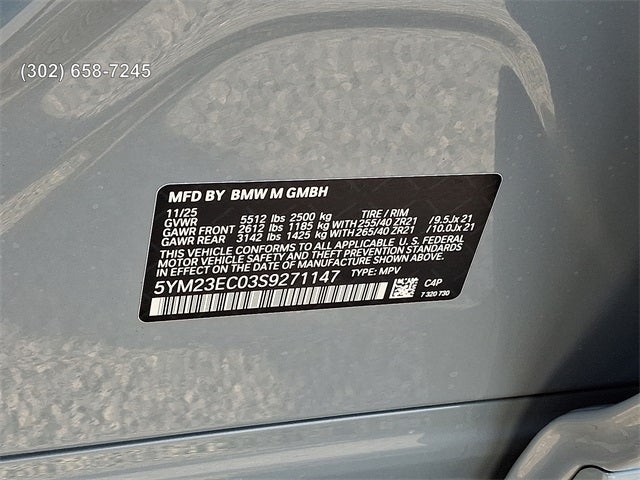 (302) 658-7245
MFD BY BMW M GMBH
11/25
GVWR 5512 lbs 2500 kg TIRE / RIM
GAWR FRONT 2612 lbs 1185 kg WITH 255/40 ZR21 / 9.5Jx 21
GAWR REAR 3142 lbs 1425 kg WITH 265/40 ZR21 / 10.0Jx 21
THIS VEHICLE CONFORMS TO ALL APPLICABLE U. S. FEDERAL
MOTOR VEHICLE SAFETY, BUMPER, AND THEFT PREVENTION STANDARDS
IN EFFECT ON THE DATE OF MANUFACTURE SHOWN ABOVE.
5YM23EC03S9271147 TYPE: MPV
C4P
7 320 730